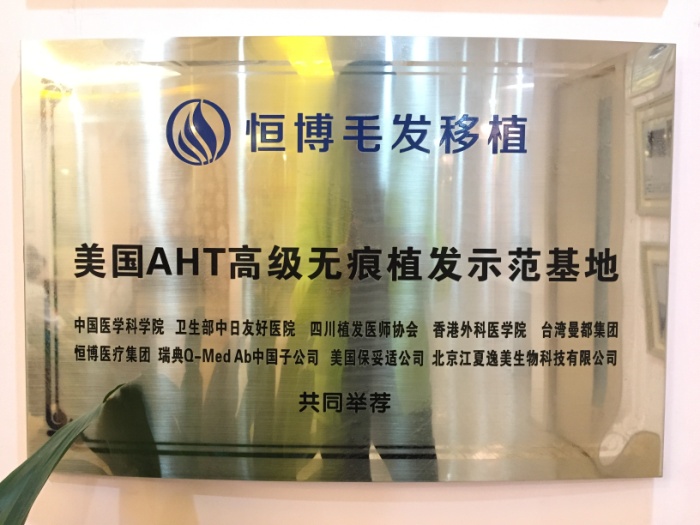 恒博毛发移植
美国AHT高级无痕植发示范基地
中国医学科学院 卫生部中日友好医院 四川植发医师协会 香港外科医学院 台湾曼都集团
恒博医疗集团 瑞典Q-Med Ab中国子公司 美国保妥适公司 北京江夏逸美生物科技有限公司
共同举荐